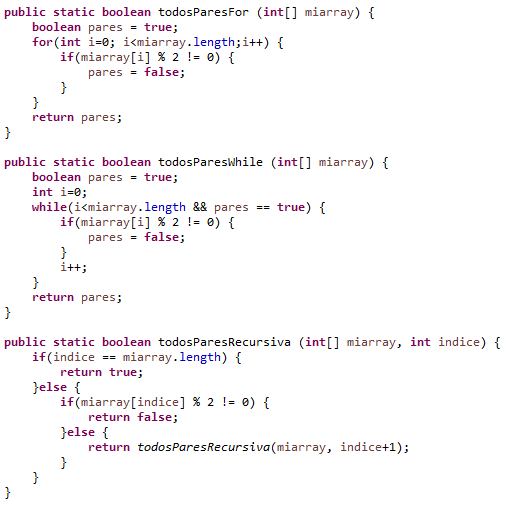 public static boolean todosParesFor (int[] miarray) {
    boolean pares = true;
    for(int i=0; i<miarray.length;i++) {
        if(miarray[i] % 2 != 0) {
            pares = false;
        }
    }
    return pares;
}

public static boolean todosParesWhile (int[] miarray) {
    boolean pares = true;
    int i=0;
    while(i<miarray.length && pares == true) {
        if(miarray[i] % 2 != 0) {
            pares = false;
        }
        i++;
    }
    return pares;
}

public static boolean todosParesRecursiva (int[] miarray, int indice) {
    if(indice == miarray.length) {
        return true;
    }else {
        if(miarray[indice] % 2 != 0) {
            return false;
        }else {
            return todosParesRecursiva(miarray, indice+1);
        }
    }
}